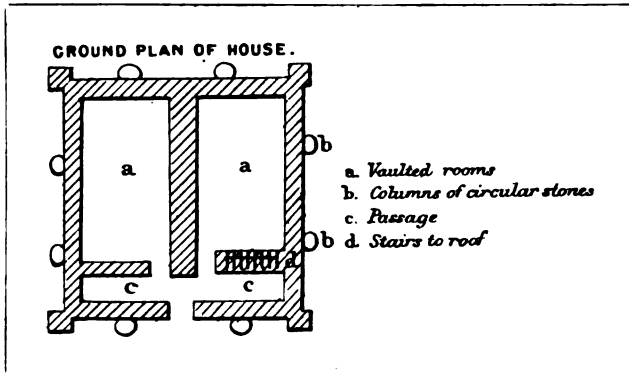 GROUND PLAN OF HOUSE.
a a
b
b
c c
d
a. Vaulted rooms
b. Columns of circular stones
c. Passage
d. Stairs to roof